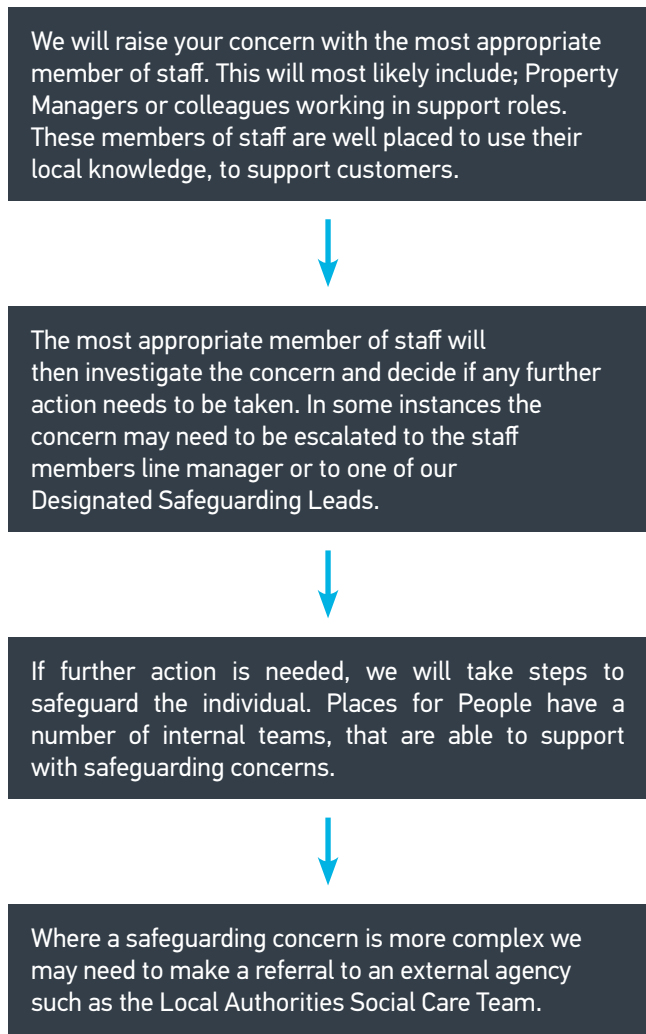 We will raise your concern with the most appropriate
member of staff. This will most likely include; Property
Managers or colleagues working in support roles.
These members of staff are well placed to use their
local knowledge, to support customers.
The most appropriate member of staff will
then investigate the concern and decide if any further
action needs to be taken. In some instances the
concern may need to be escalated to the staff
members line manager or to one of our
Designated Safeguarding Leads.
If further action is needed, we will take steps to
safeguard the individual. Places for People have a
number of internal teams, that are able to support
with safeguarding concerns.
Where a safeguarding concern is more complex we
may need to make a referral to an external agency
such as the Local Authorities Social Care Team.